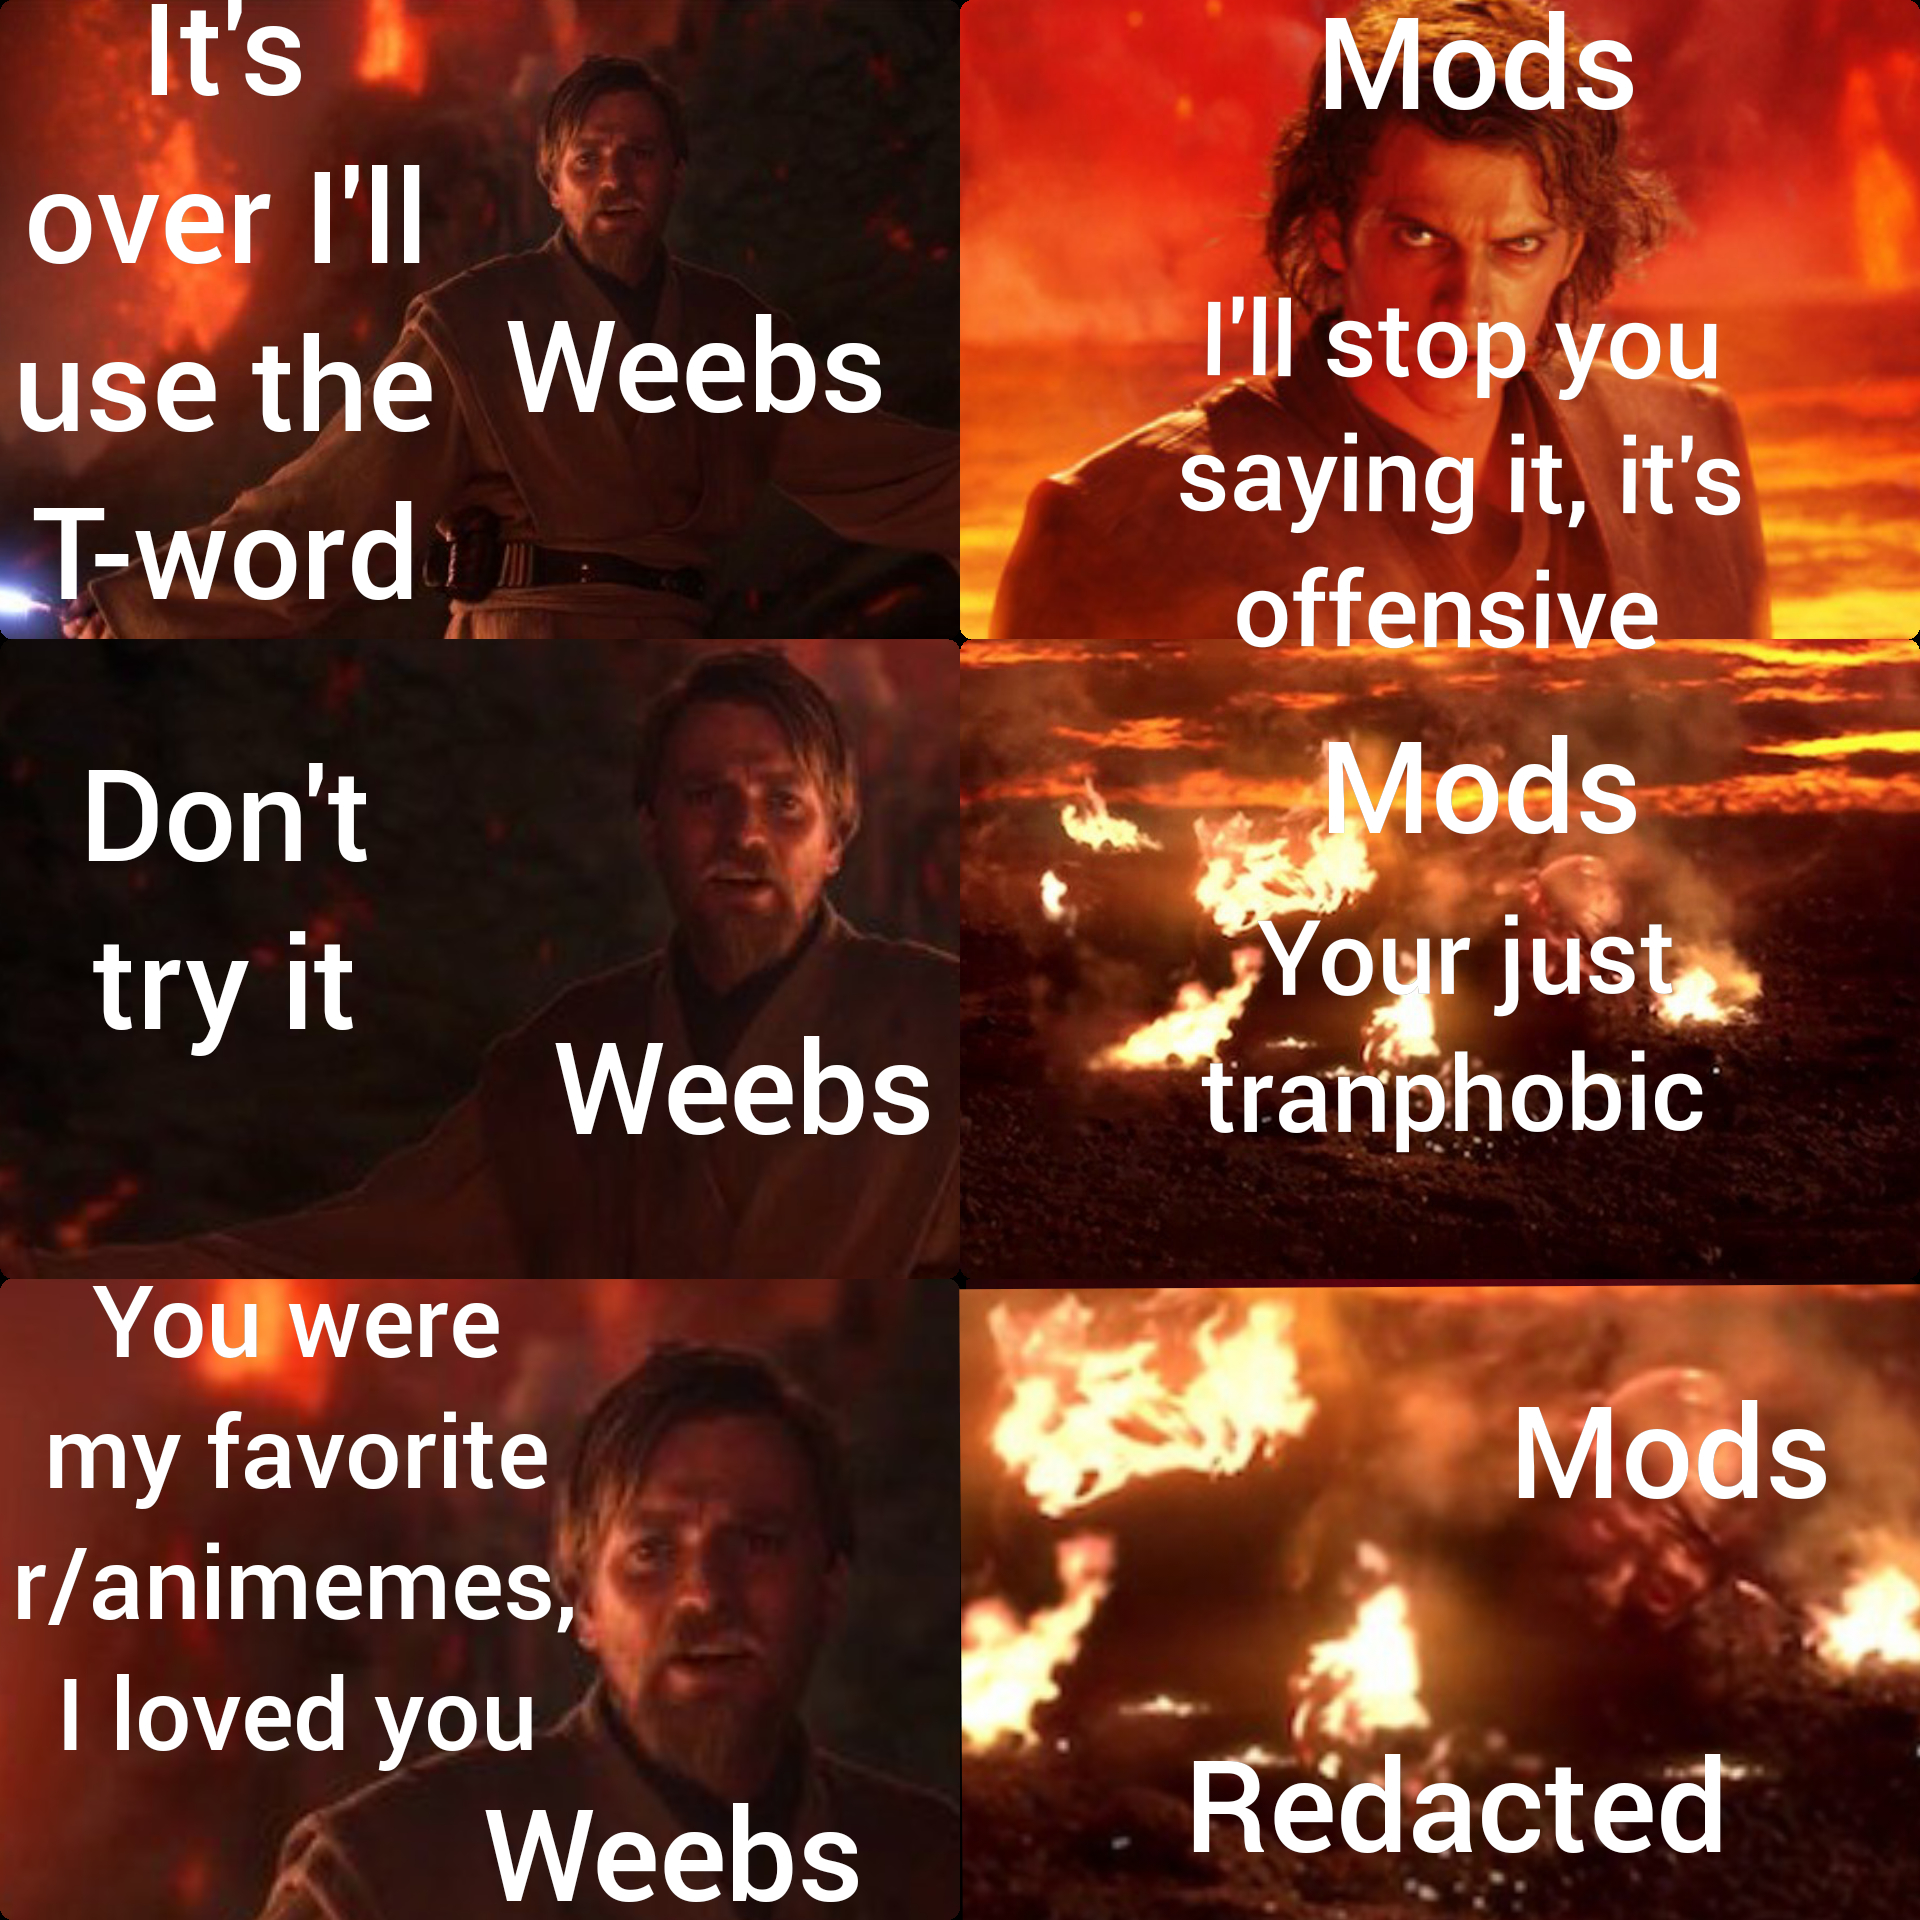 It's
over I'll
use the
T-word
Weebs
Mods
I'll stop you
saying it, it's
offensive
Don't
try it
Weebs
Mods
Your just
tranphobic
You were
my favorite
r/animemes,
I loved you
Weebs
Mods
Redacted